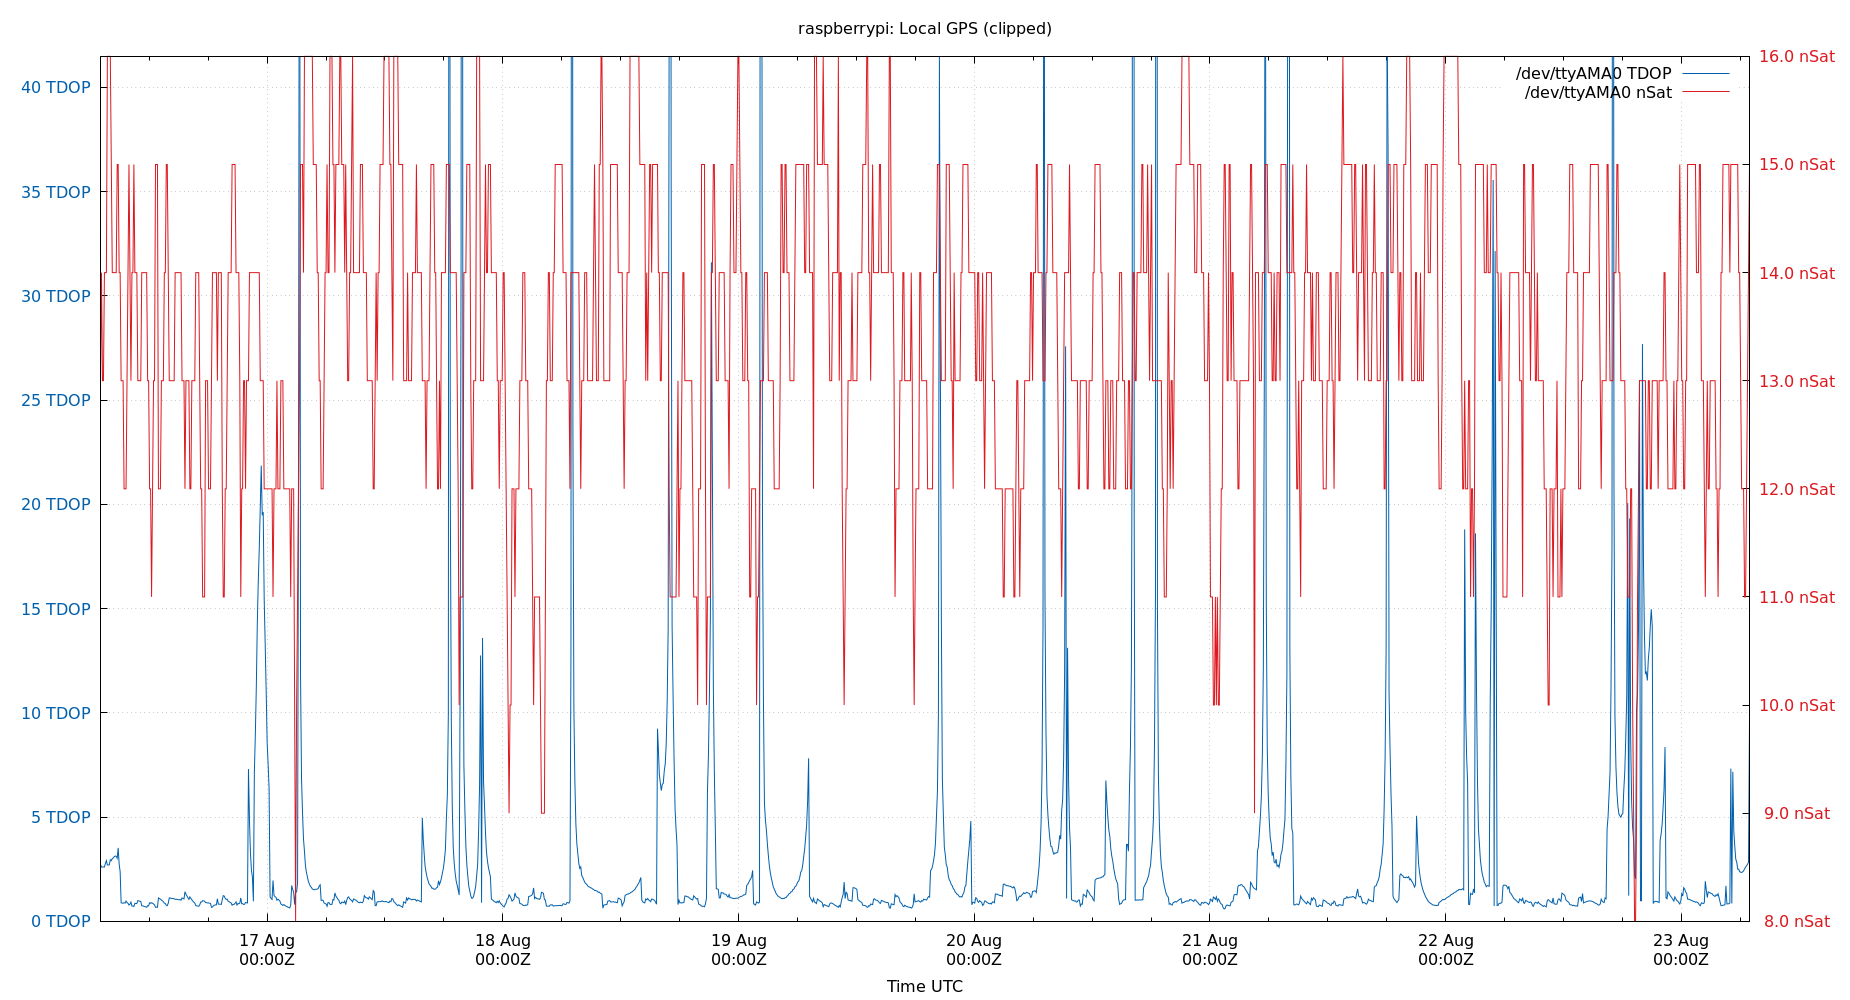 raspberrypi: Local GPS (clipped)
/dev/ttyAMA0 TDOP
/dev/ttyAMA0 nSat
40 TDOP
35 TDOP
30 TDOP
25 TDOP
20 TDOP
15 TDOP
10 TDOP
5 TDOP
0 TDOP
16.0 nSat
15.0 nSat
14.0 nSat
13.0 nSat
12.0 nSat
11.0 nSat
10.0 nSat
9.0 nSat
8.0 nSat
17 Aug
00:00Z
18 Aug
00:00Z
19 Aug
00:00Z
20 Aug
00:00Z
21 Aug
00:00Z
22 Aug
00:00Z
23 Aug
00:00Z
Time UTC